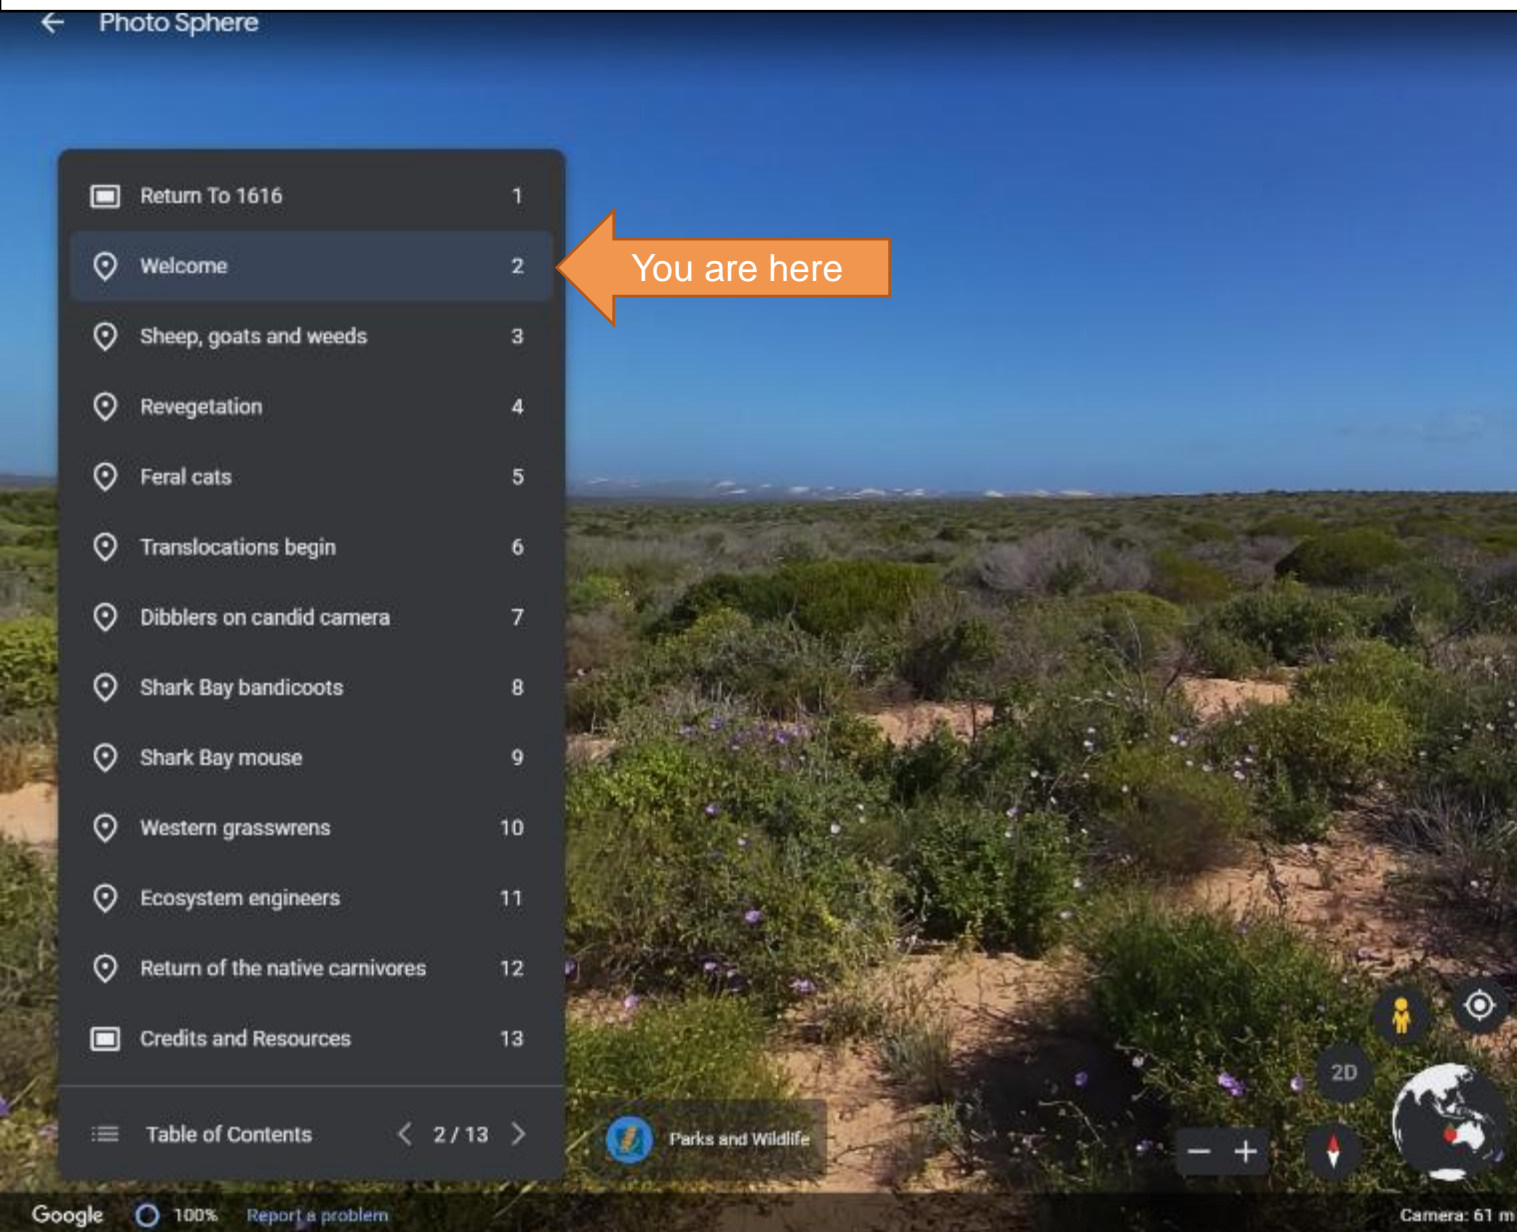 Photo Sphere
Return To 1616 1
Welcome 2
You are here
Sheep, goats and weeds 3
Revegetation 4
Feral cats 5
Translocations begin 6
Dibblers on candid camera 7
Shark Bay bandicoots 8
Shark Bay mouse 9
Western grasswrens 10
Ecosystem engineers 11
Return of the native carnivores 12
Credits and Resources 13
2D
Table of Contents 2 / 13
Parks and Wildlife
Google 100% Report a problem Camera: 61 m